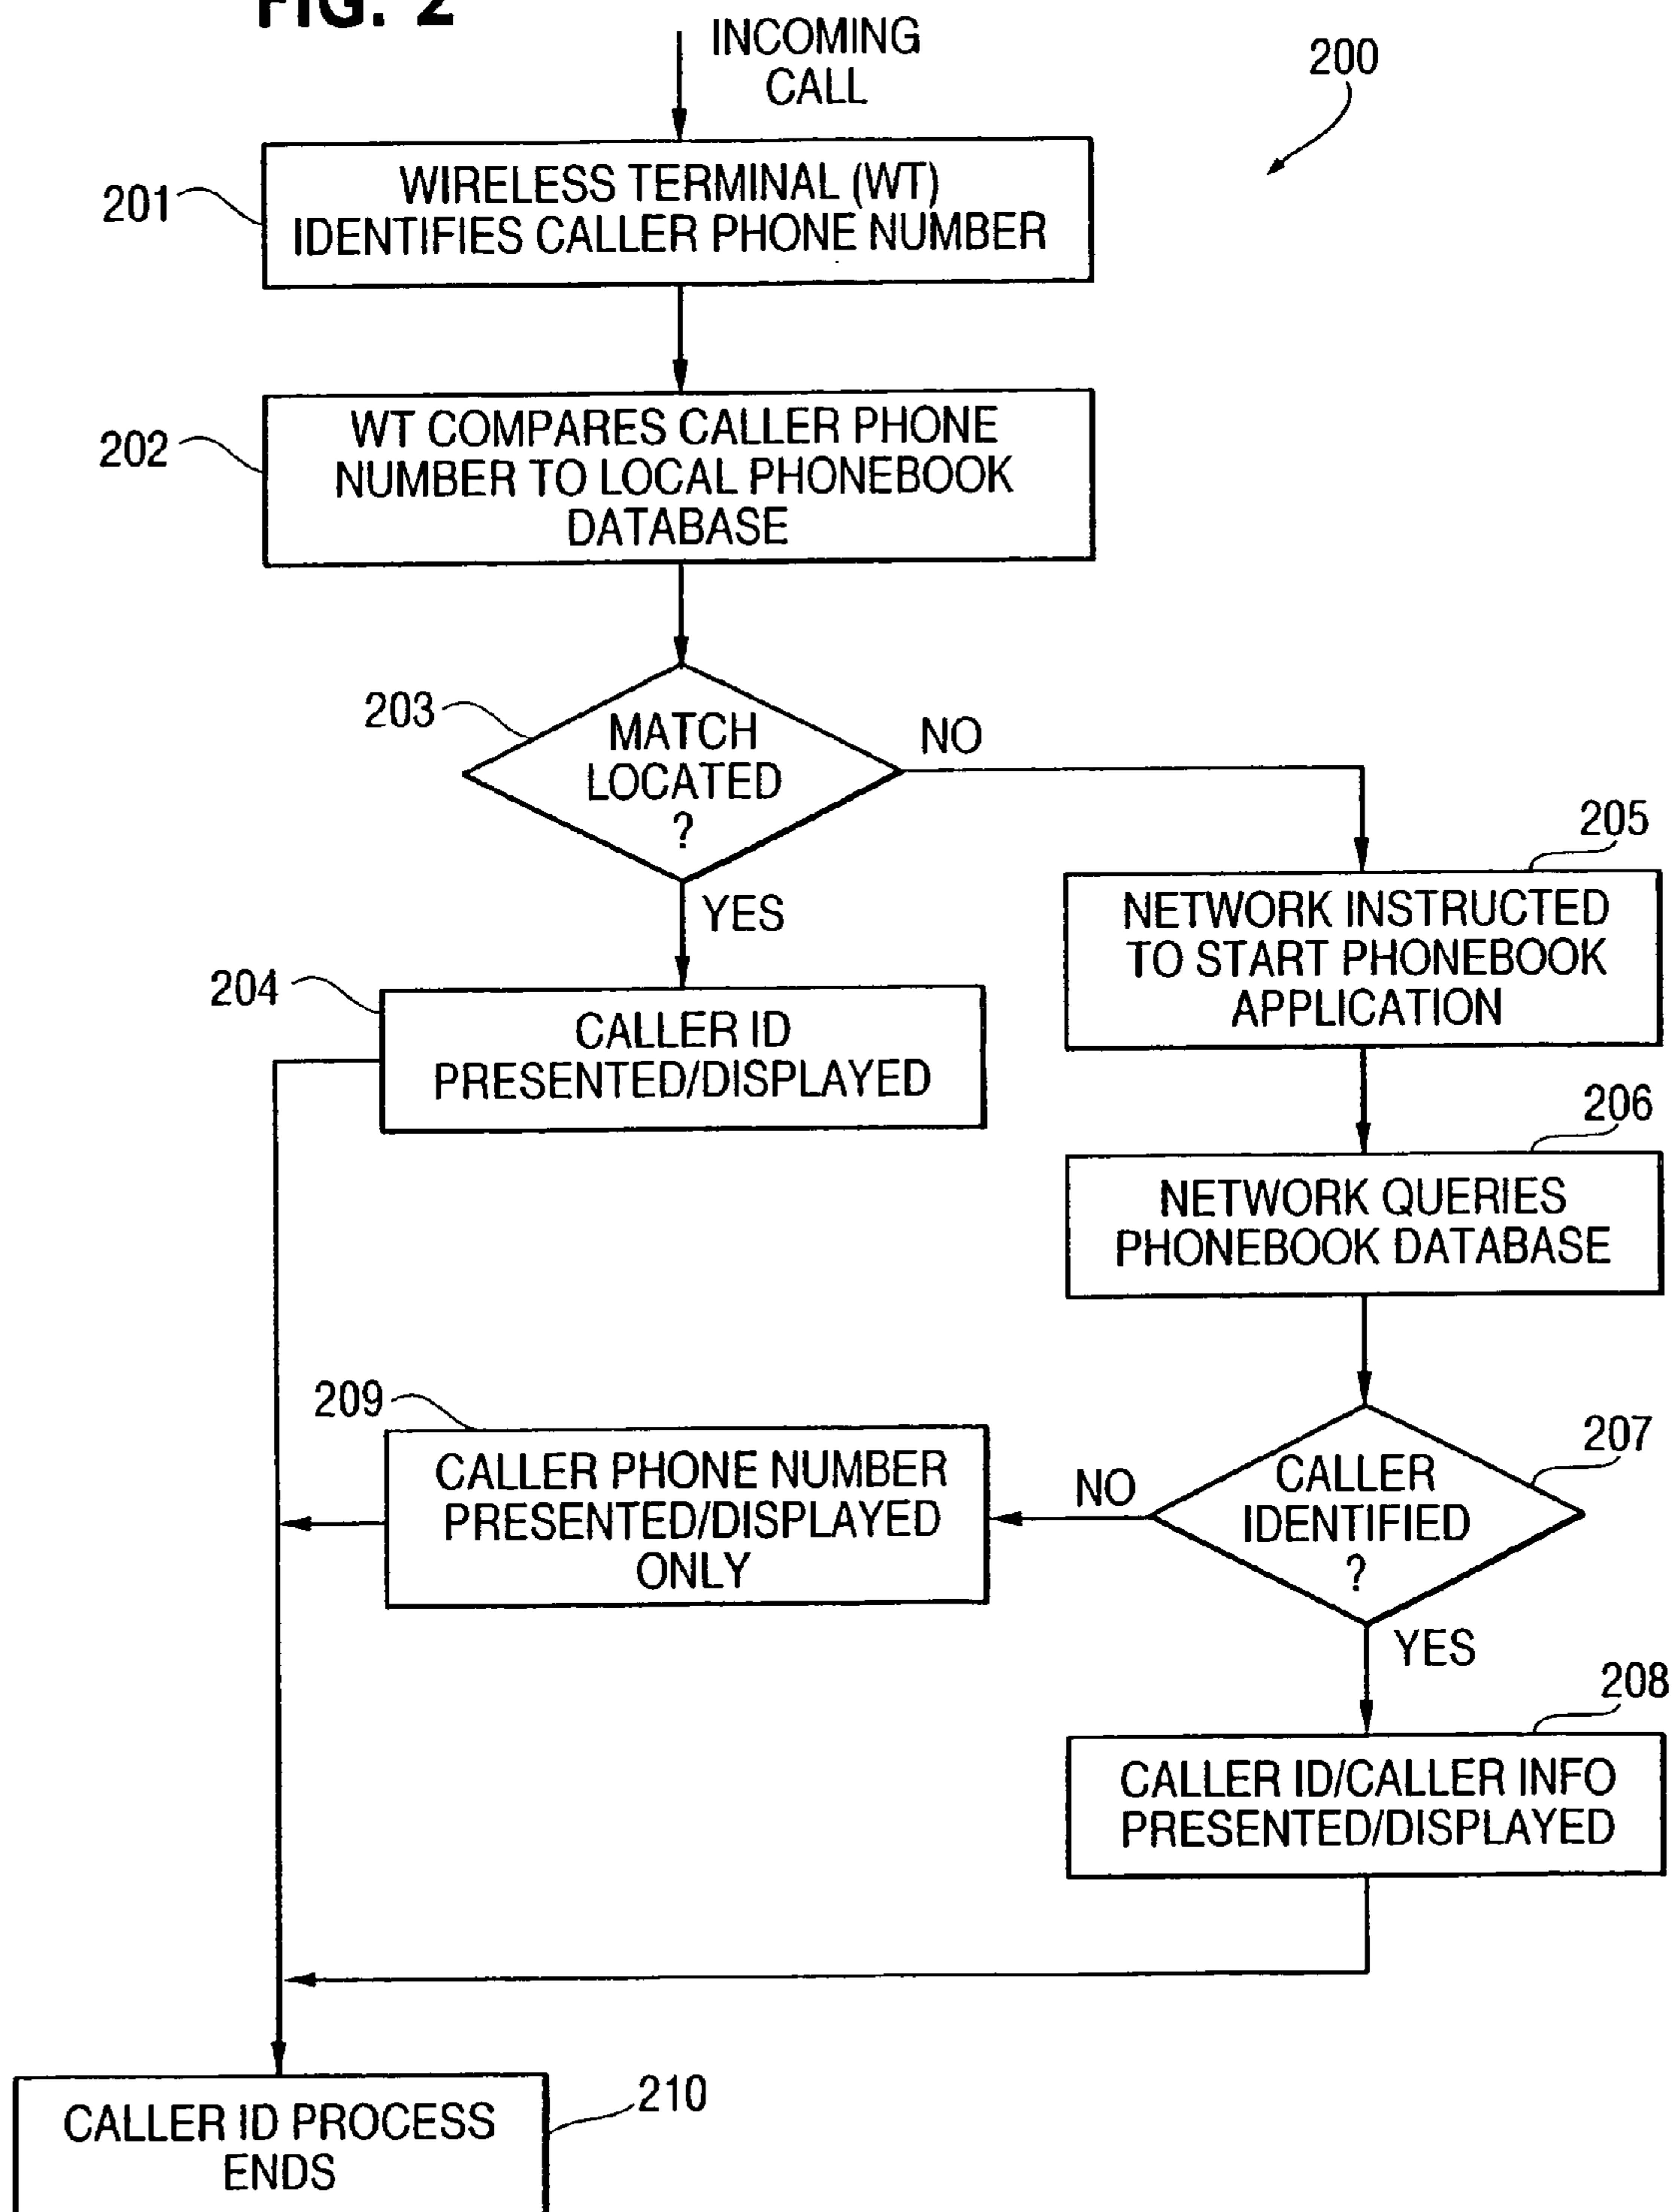 FIG. 2
INCOMING
CALL
200
201
WIRELESS TERMINAL (WT)
IDENTIFIES CALLER PHONE NUMBER
202
WT COMPARES CALLER PHONE
NUMBER TO LOCAL PHONEBOOK
DATABASE
203
MATCH
LOCATED
?
NO
YES
204
CALLER ID
PRESENTED/DISPLAYED
205
NETWORK INSTRUCTED
TO START PHONEBOOK
APPLICATION
206
NETWORK QUERIES
PHONEBOOK DATABASE
207
CALLER
IDENTIFIED
?
NO
YES
209
CALLER PHONE NUMBER
PRESENTED/DISPLAYED
ONLY
208
CALLER ID/CALLER INFO
PRESENTED/DISPLAYED
210
CALLER ID PROCESS
ENDS